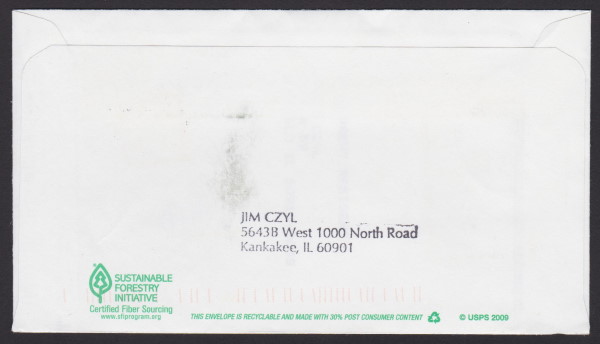 JIM CZYL
5643B West 1000 North Road
Kankakee, IL 60901
SUSTAINABLE
FORESTRY
INITIATIVE
Certified Fiber Sourcing
www.sfiprogram.org
THIS ENVELOPE IS RECYCLABLE AND MADE WITH 30% POST CONSUMER CONTENT
© USPS 2009